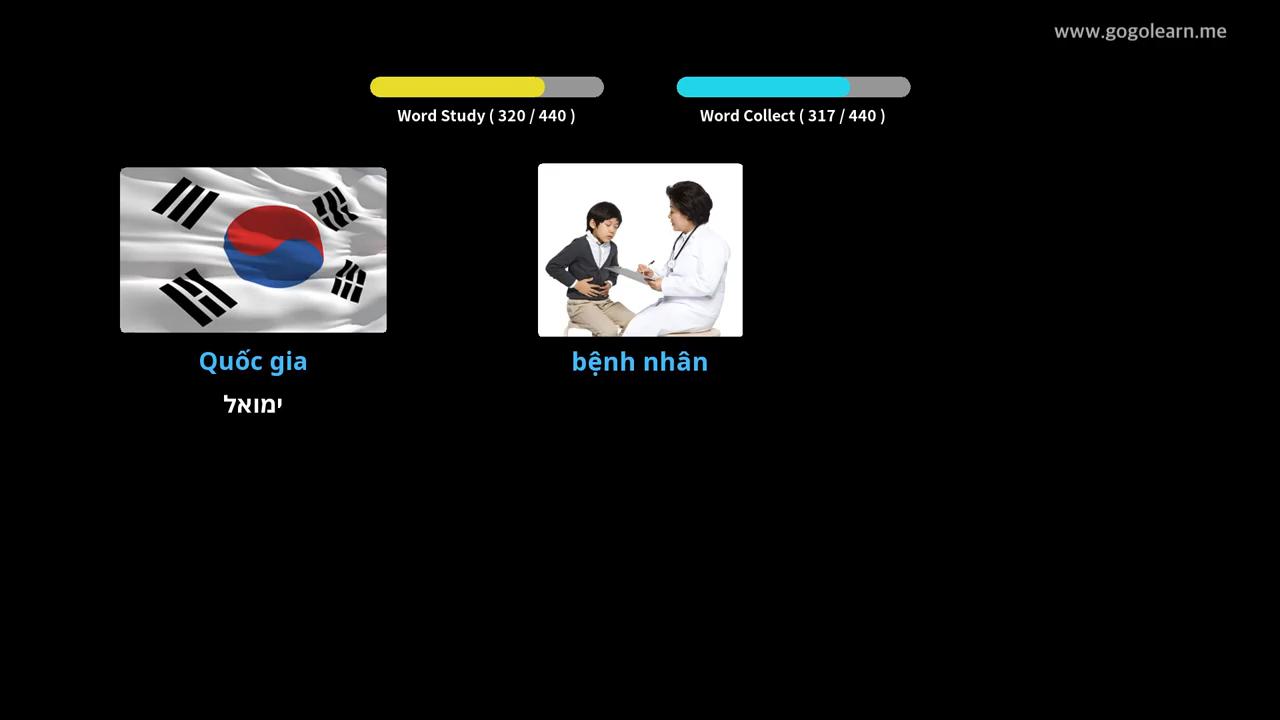 www.gogolearn.me
Word Study ( 320 / 440 )
Word Collect ( 317 / 440 )
Quốc gia
ימואל
bệnh nhân